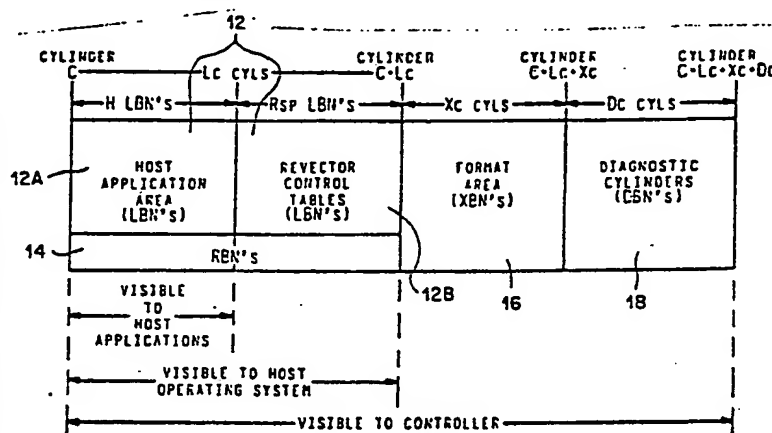 12
CYLINDER CYLINDER CYLINDER CYLINDER
C LC CYLS C+LC C+LC+XC C+LC+XC+DC
H LBN'S RSP LBN'S XC CYLS DC CYLS
12A
HOST APPLICATION AREA (LBN'S)
REVECTOR CONTROL TABLES (LBN'S)
FORMAT AREA (XBN'S)
DIAGNOSTIC CYLINDERS (DBN'S)
14
RBN'S
12B
16
18
VISIBLE TO HOST APPLICATIONS
VISIBLE TO HOST OPERATING SYSTEM
VISIBLE TO CONTROLLER